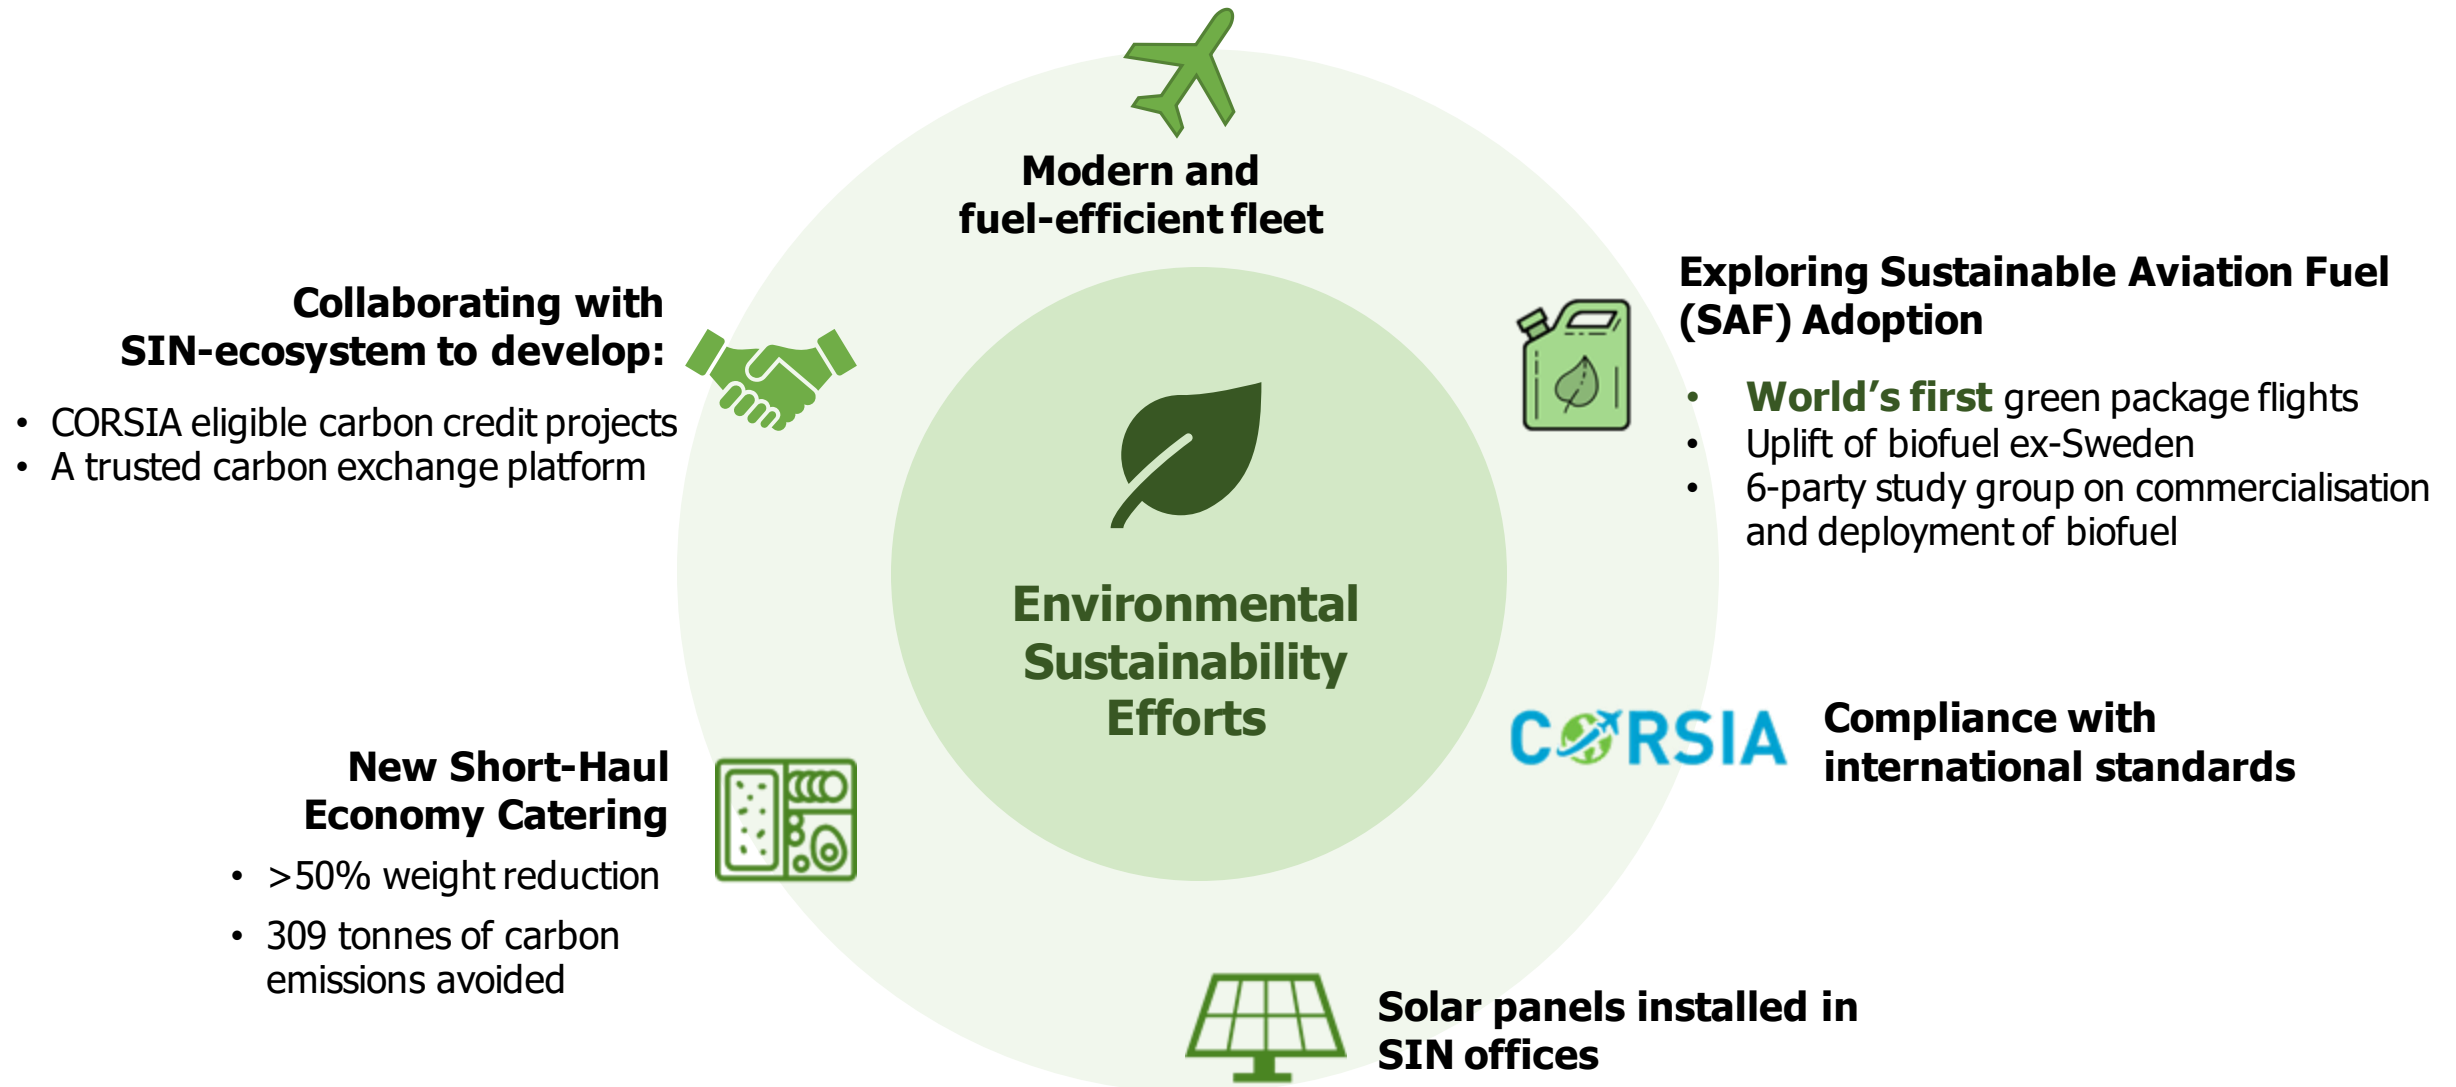 Modern and
fuel-efficient fleet
Exploring Sustainable Aviation Fuel
(SAF) Adoption
• World's first green package flights
• Uplift of biofuel ex-Sweden
• 6-party study group on commercialisation
and deployment of biofuel
CORSIA
Compliance with
international standards
Solar panels installed in
SIN offices
New Short-Haul
Economy Catering
• >50% weight reduction
• 309 tonnes of carbon
emissions avoided
Collaborating with
SIN-ecosystem to develop:
• CORSIA eligible carbon credit projects
• A trusted carbon exchange platform
Environmental
Sustainability
Efforts